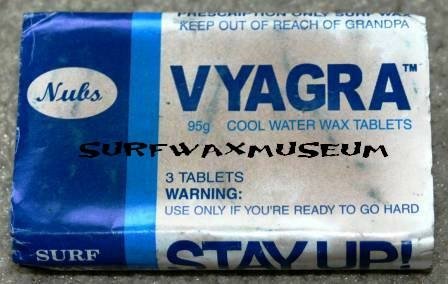 PRESCRIPTION ONLY SURF WAX
KEEP OUT OF REACH OF GRANDPA
Nubs
VYAGRA™
95g COOL WATER WAX TABLETS
SURFWAXMUSEUM
3 TABLETS
WARNING:
USE ONLY IF YOU'RE READY TO GO HARD
SURF
STAY UP!